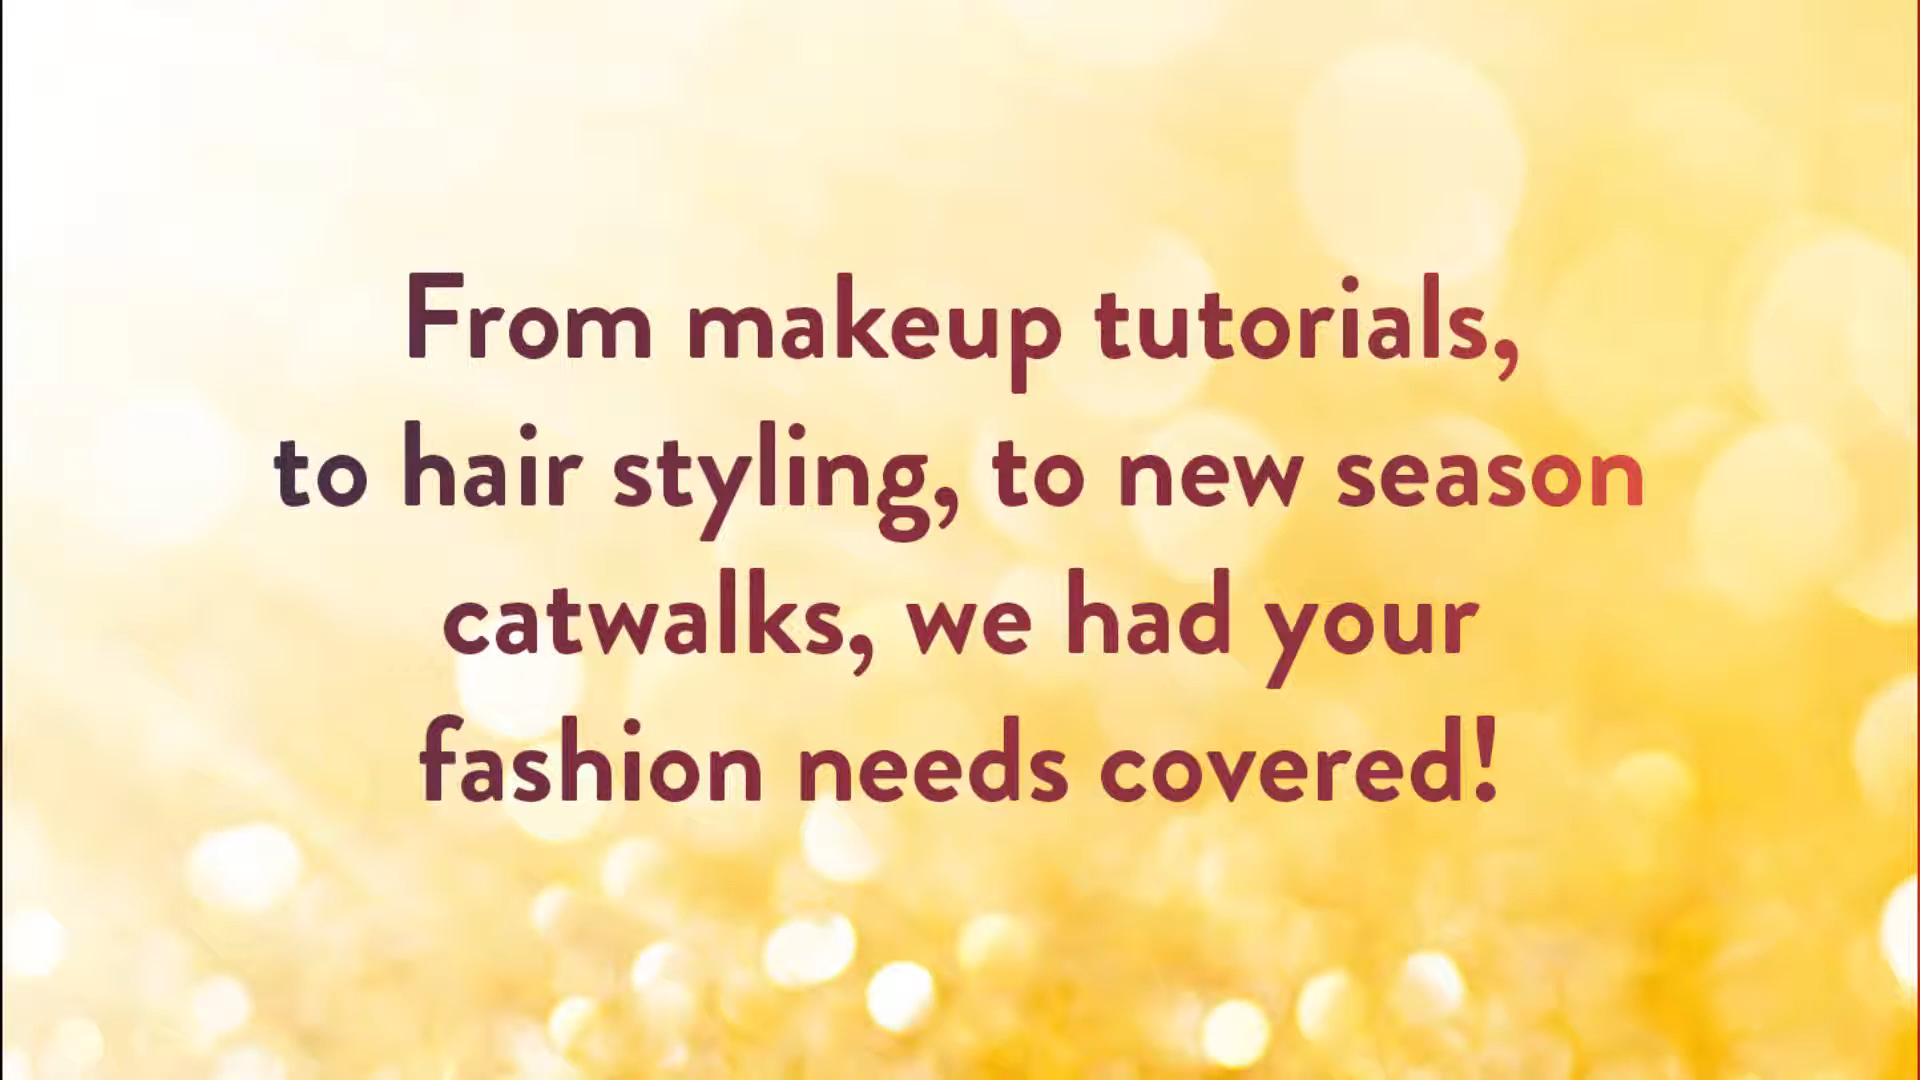 From makeup tutorials,
to hair styling, to new season
catwalks, we had your
fashion needs covered!